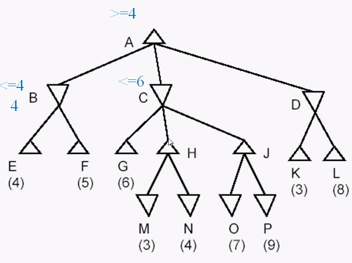 >=4
A
<=4
4
B
<=6
C
D
E
(4)
F
(5)
G
(6)
H
J
K
(3)
L
(8)
M
(3)
N
(4)
O
(7)
P
(9)